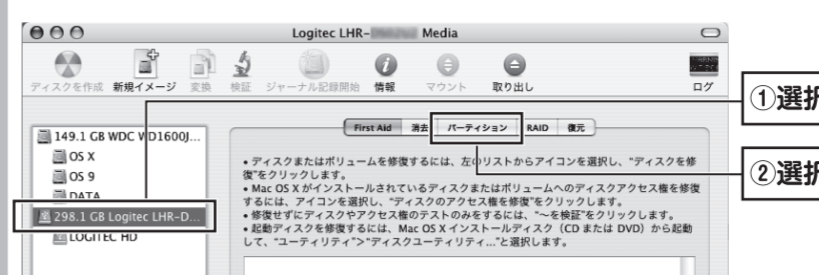 Logitec LHR- Media
ディスクを作成 新規イメージ 変換 検証 ジャーナル記録開始 情報 マウント 取り出し ログ
①選択
First Aid 消去 パーティション RAID 復元
149.1 GB WDC WD1600J...
OS X
OS 9
DATA
298.1 GB Logitec LHR-D...
LOGITEC HD
②選択
• ディスクまたはボリュームを修復するには、左のリストからアイコンを選択し、“ディスクを修
復”をクリックします。
• Mac OS X がインストールされているディスクまたはボリュームへのディスクアクセス権を修復
するには、アイコン選択し、“ディスクのアクセス権を修復”をクリックします。
• 修復せずにディスクやアクセス権のテストのみをするには、“〜を検証”をクリックします。
• 起動ディスクを修復するには、Mac OS X インストールディスク（CD または DVD）から起動
して、“ユーティリティ”>“ディスクユーティリティ...”と選択します。